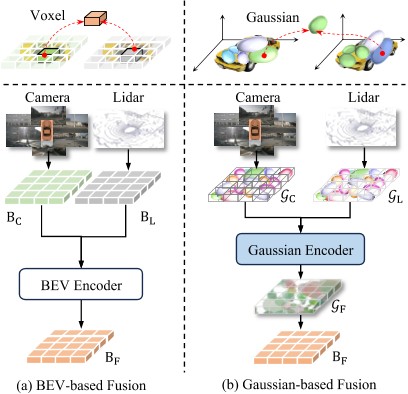 Voxel
Gaussian
Camera
Lidar
B_C
B_L
BEV Encoder
B_F
(a) BEV-based Fusion
Camera
Lidar
𝒢_C
𝒢_L
Gaussian Encoder
𝒢_F
B_F
(b) Gaussian-based Fusion